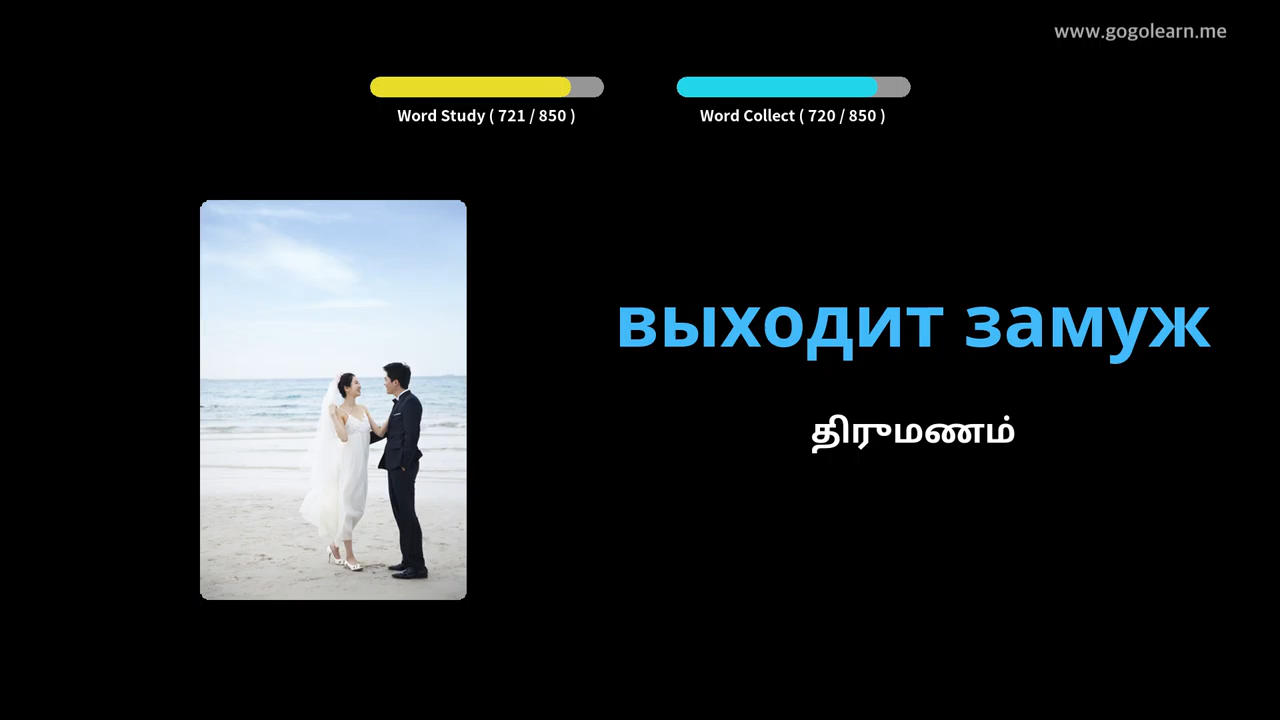 www.gogolearn.me
Word Study ( 721 / 850 )
Word Collect ( 720 / 850 )
выходит замуж
திருமணம்